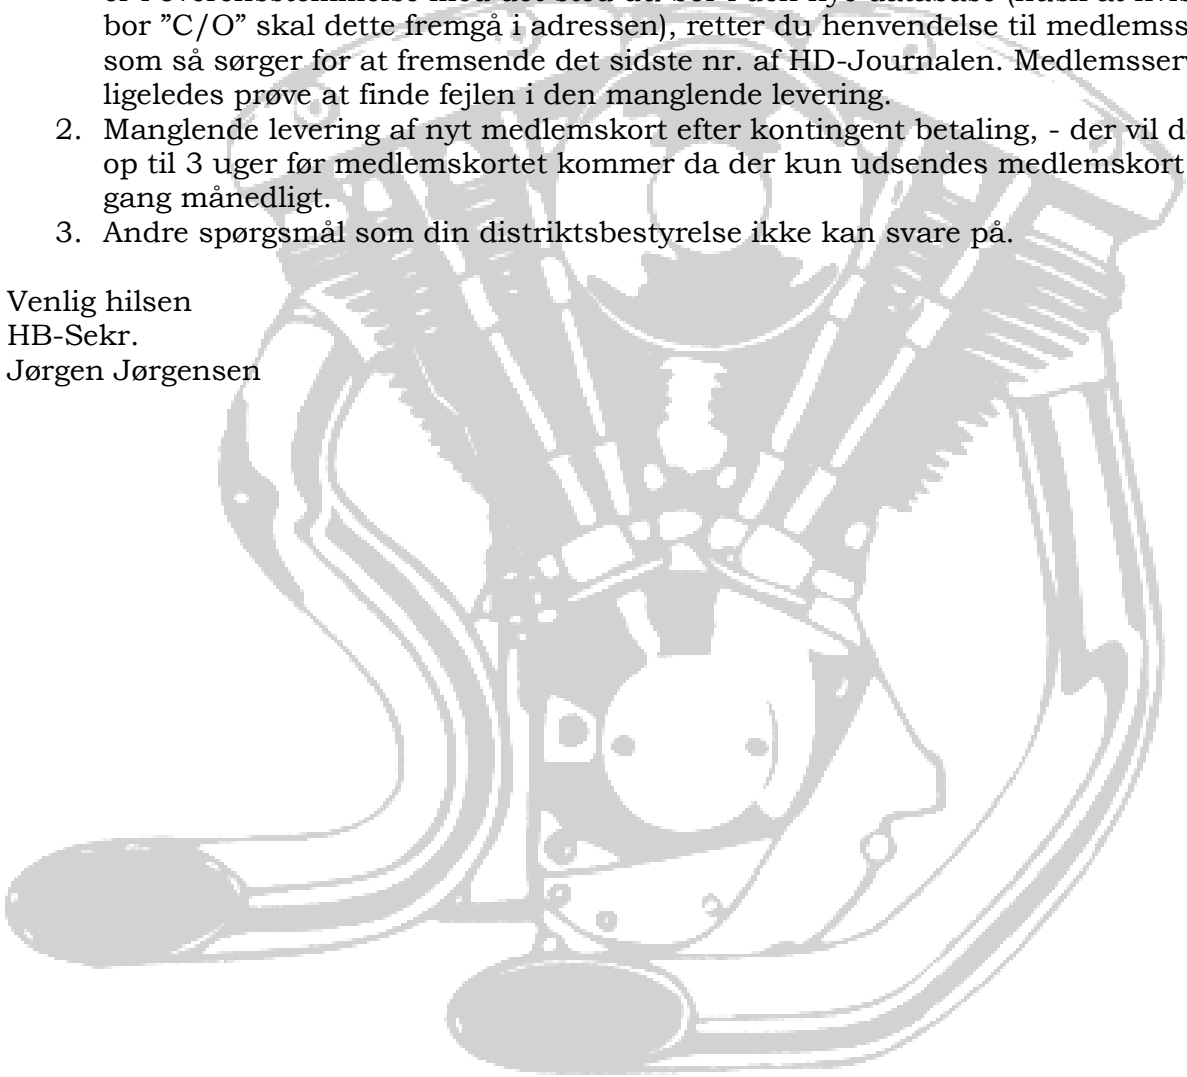 bor ”C/O” skal dette fremgå i adressen), retter du henvendelse til medlemss
som så sørger for at fremsende det sidste nr. af HD-Journalen. Medlemsser
ligeledes prøve at finde fejlen i den manglende levering.
2. Manglende levering af nyt medlemskort efter kontingent betaling, - der vil d
op til 3 uger før medlemskortet kommer da der kun udsendes medlemskort
gang månedligt.
3. Andre spørgsmål som din distriktsbestyrelse ikke kan svare på.
Venlig hilsen
HB-Sekr.
Jørgen Jørgensen